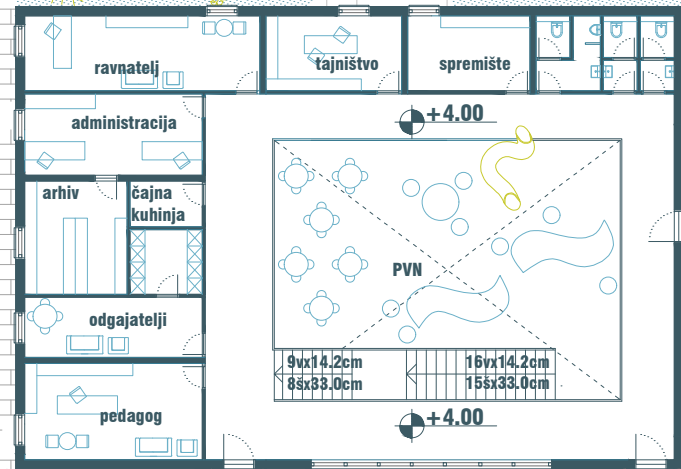 ravnatelj
tajništvo
spremište
administracija
+4.00
arhiv
čajna
kuhinja
PVN
odgajatelji
9vx14.2cm
8šx33.0cm
16vx14.2cm
15šx33.0cm
pedagog
+4.00